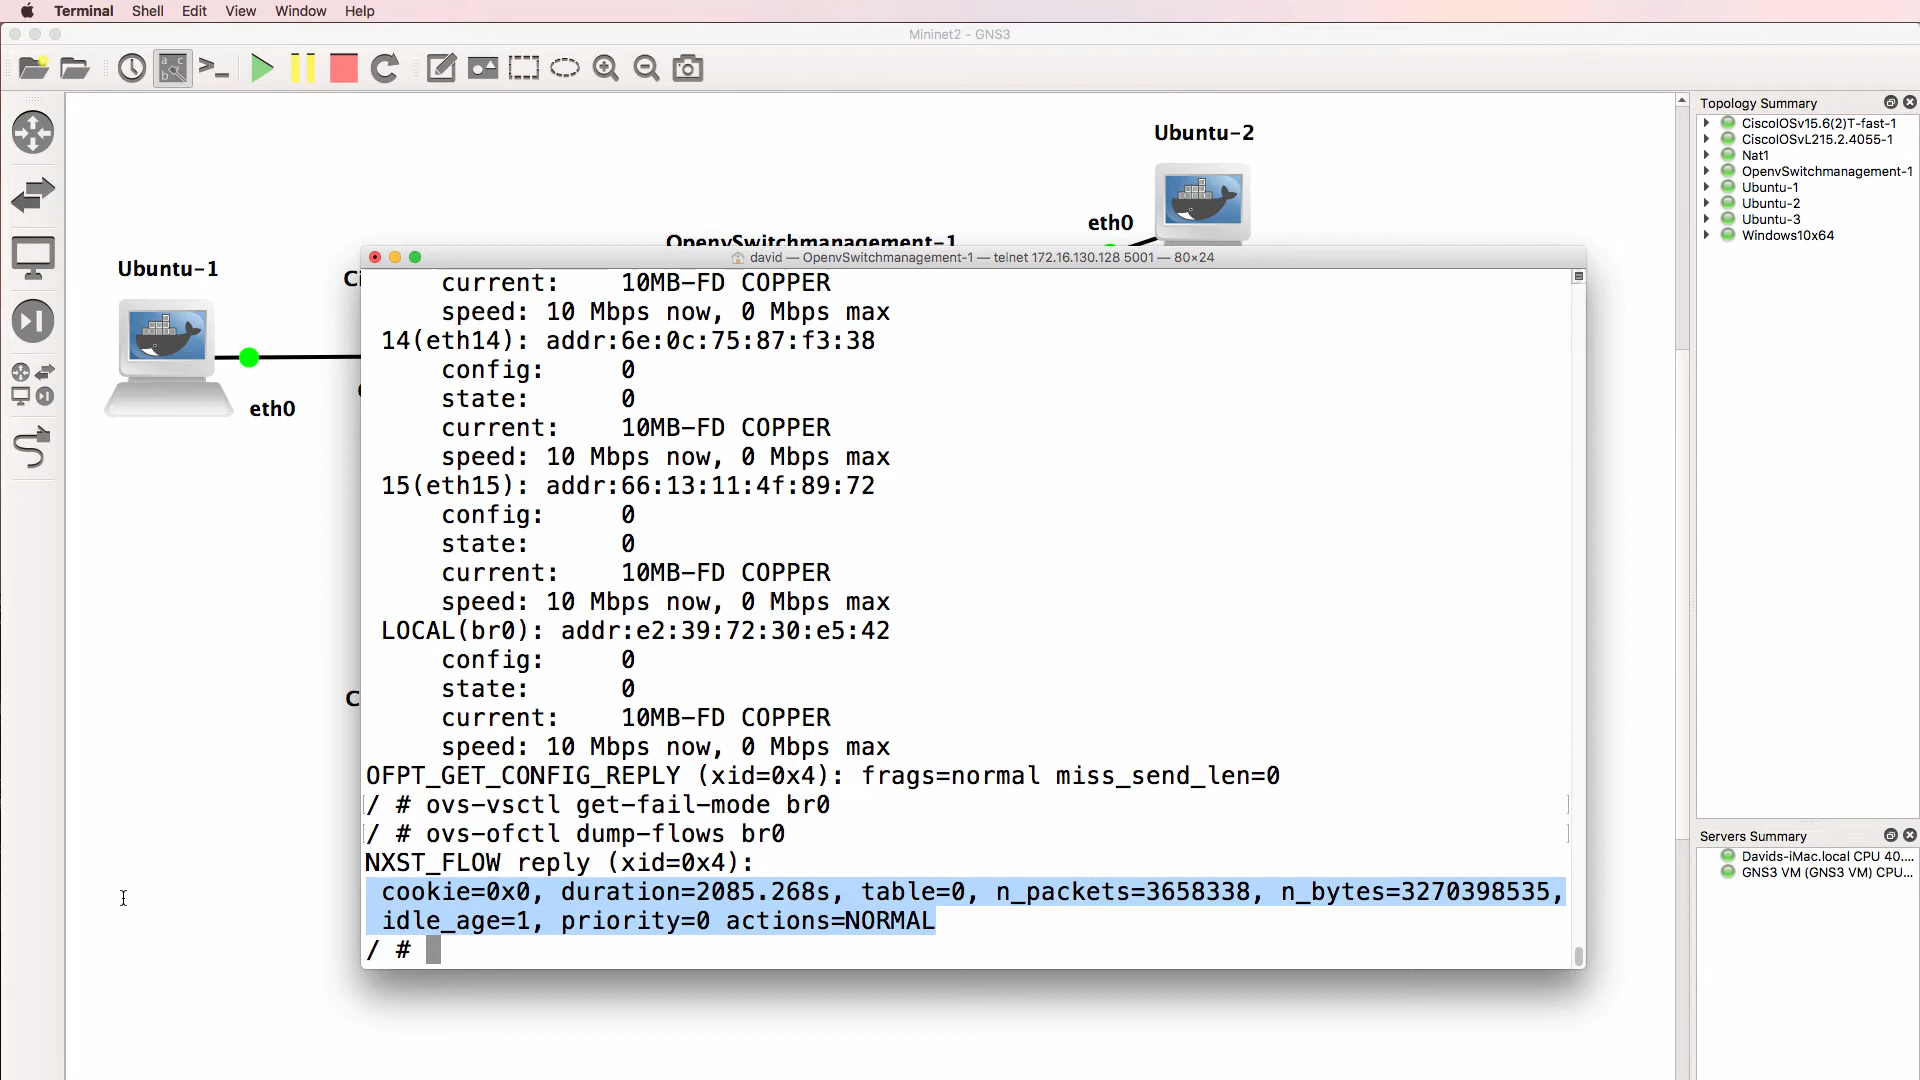 Terminal Shell Edit View Window Help
Mininet2 - GNS3
Topology Summary
CiscoIOSv15.6(2)T-fast-1
CiscoIOSvL215.2.4055-1
Nat1
OpenvSwitchmanagement-1
Ubuntu-1
Ubuntu-2
Ubuntu-3
Windows10x64
Servers Summary
Davids-iMac.local CPU 40....
GNS3 VM (GNS3 VM) CPU...
Ubuntu-2
eth0
OpenvSwitchmanagement-1
Ubuntu-1
eth0
david — OpenvSwitchmanagement-1 — telnet 172.16.130.128 5001 — 80×24
current: 10MB-FD COPPER
speed: 10 Mbps now, 0 Mbps max
14(eth14): addr:6e:0c:75:87:f3:38
config: 0
state: 0
current: 10MB-FD COPPER
speed: 10 Mbps now, 0 Mbps max
15(eth15): addr:66:13:11:4f:89:72
config: 0
state: 0
current: 10MB-FD COPPER
speed: 10 Mbps now, 0 Mbps max
LOCAL(br0): addr:e2:39:72:30:e5:42
config: 0
state: 0
current: 10MB-FD COPPER
speed: 10 Mbps now, 0 Mbps max
OFPT_GET_CONFIG_REPLY (xid=0x4): frags=normal miss_send_len=0
/ # ovs-vsctl get-fail-mode br0
/ # ovs-ofctl dump-flows br0
NXST_FLOW reply (xid=0x4):
cookie=0x0, duration=2085.268s, table=0, n_packets=3658338, n_bytes=3270398535,
idle_age=1, priority=0 actions=NORMAL
/ #